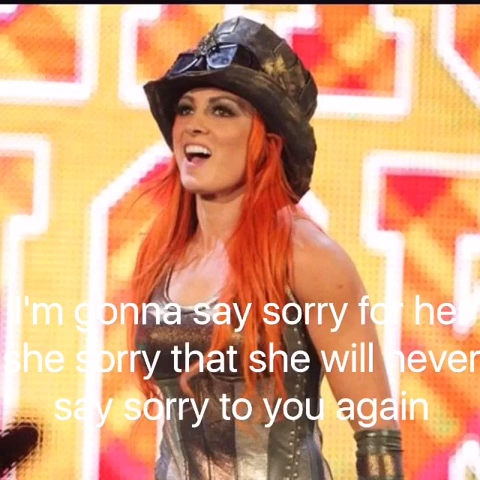 I'm gonna say sorry for her
she sorry that she will never
say sorry to you again